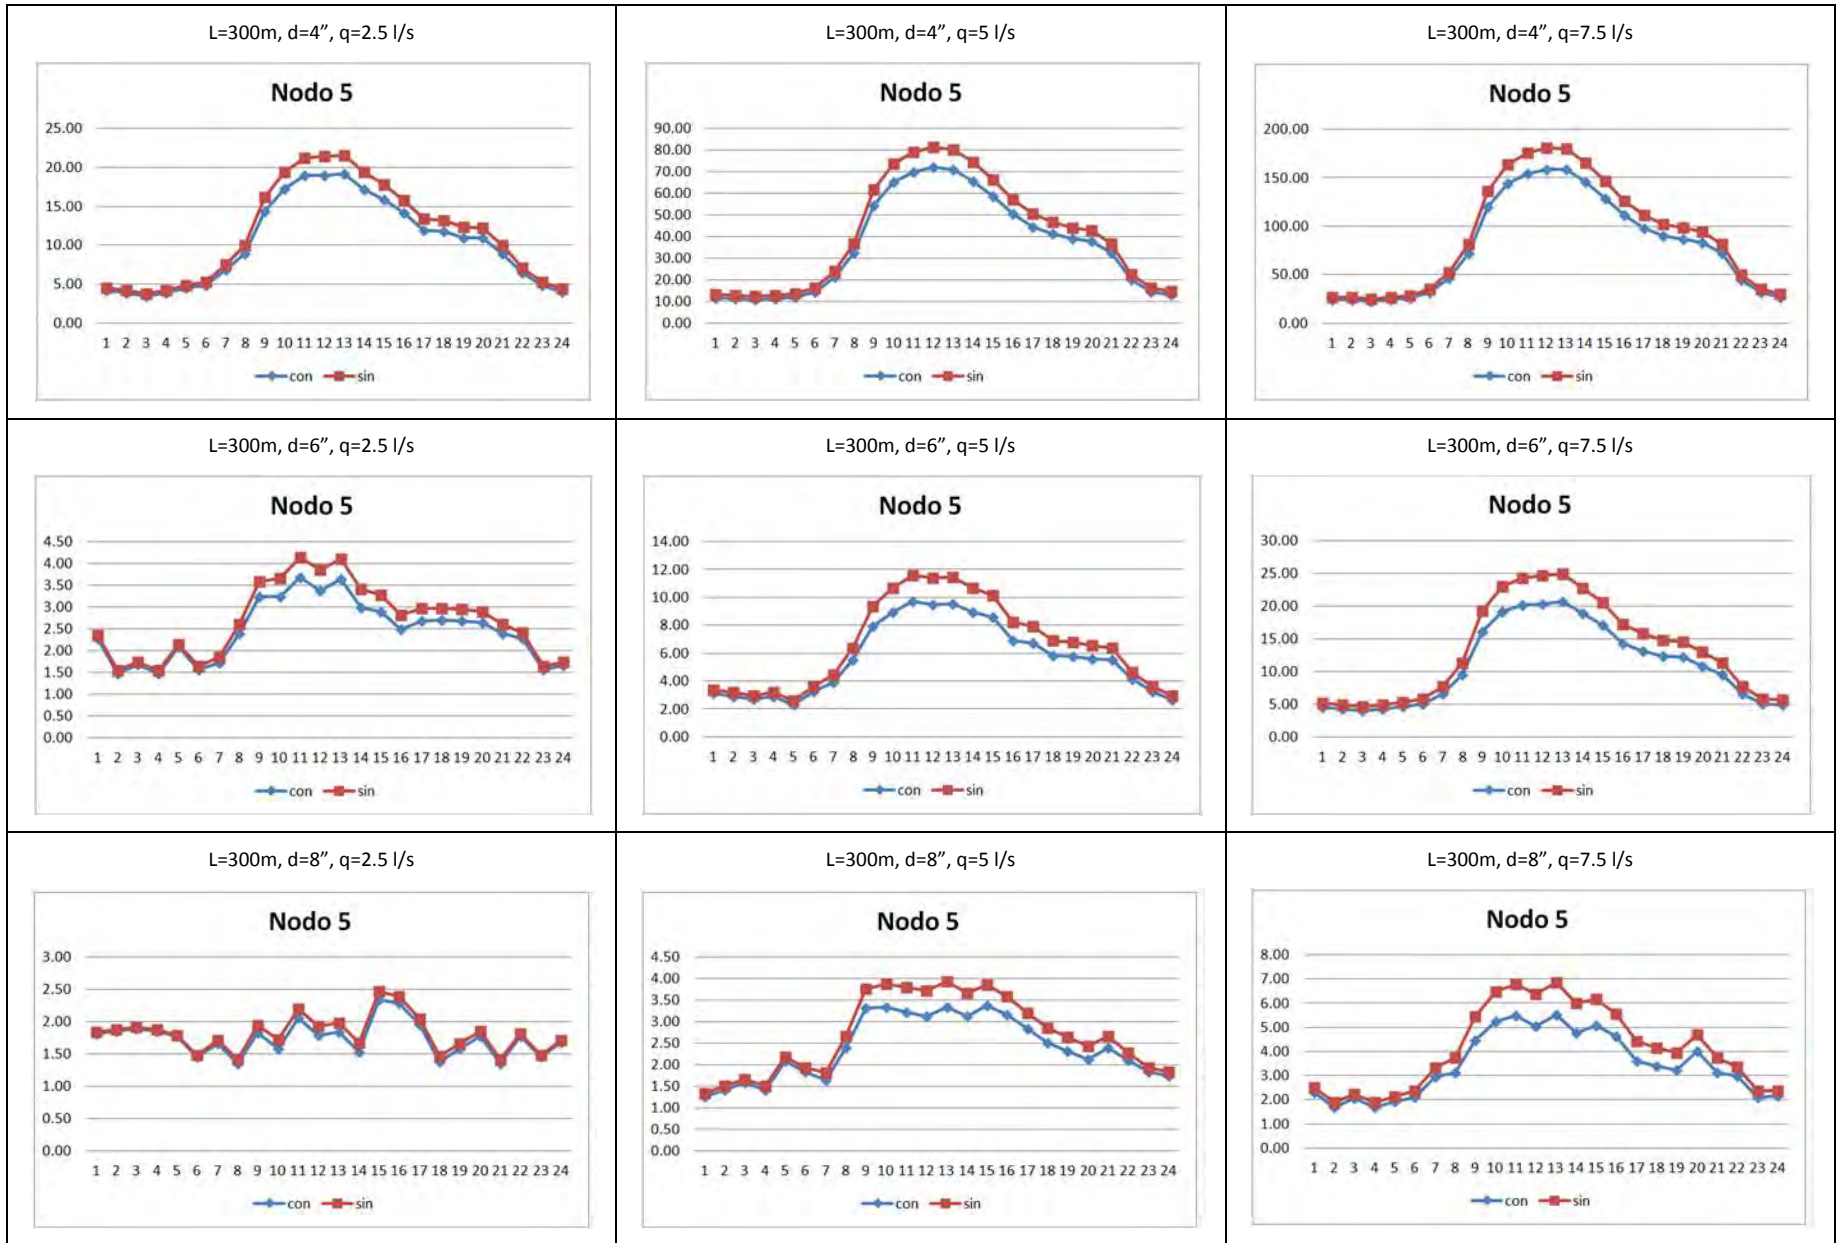 L=300m, d=4”, q=2.5 l/s
Nodo 5
25.00
20.00
15.00
10.00
5.00
0.00
1 2 3 4 5 6 7 8 9 10 11 12 13 14 15 16 17 18 19 20 21 22 23 24
con sin
L=300m, d=4”, q=5 l/s
Nodo 5
90.00
80.00
70.00
60.00
50.00
40.00
30.00
20.00
10.00
0.00
1 2 3 4 5 6 7 8 9 10 11 12 13 14 15 16 17 18 19 20 21 22 23 24
con sin
L=300m, d=4”, q=7.5 l/s
Nodo 5
200.00
150.00
100.00
50.00
0.00
1 2 3 4 5 6 7 8 9 10 11 12 13 14 15 16 17 18 19 20 21 22 23 24
con sin
L=300m, d=6”, q=2.5 l/s
Nodo 5
4.50
4.00
3.50
3.00
2.50
2.00
1.50
1.00
0.50
0.00
1 2 3 4 5 6 7 8 9 10 11 12 13 14 15 16 17 18 19 20 21 22 23 24
con sin
L=300m, d=6”, q=5 l/s
Nodo 5
14.00
12.00
10.00
8.00
6.00
4.00
2.00
0.00
1 2 3 4 5 6 7 8 9 10 11 12 13 14 15 16 17 18 19 20 21 22 23 24
con sin
L=300m, d=6”, q=7.5 l/s
Nodo 5
30.00
25.00
20.00
15.00
10.00
5.00
0.00
1 2 3 4 5 6 7 8 9 10 11 12 13 14 15 16 17 18 19 20 21 22 23 24
con sin
L=300m, d=8”, q=2.5 l/s
Nodo 5
3.00
2.50
2.00
1.50
1.00
0.50
0.00
1 2 3 4 5 6 7 8 9 10 11 12 13 14 15 16 17 18 19 20 21 22 23 24
con sin
L=300m, d=8”, q=5 l/s
Nodo 5
4.50
4.00
3.50
3.00
2.50
2.00
1.50
1.00
0.50
0.00
1 2 3 4 5 6 7 8 9 10 11 12 13 14 15 16 17 18 19 20 21 22 23 24
con sin
L=300m, d=8”, q=7.5 l/s
Nodo 5
8.00
7.00
6.00
5.00
4.00
3.00
2.00
1.00
0.00
1 2 3 4 5 6 7 8 9 10 11 12 13 14 15 16 17 18 19 20 21 22 23 24
con sin